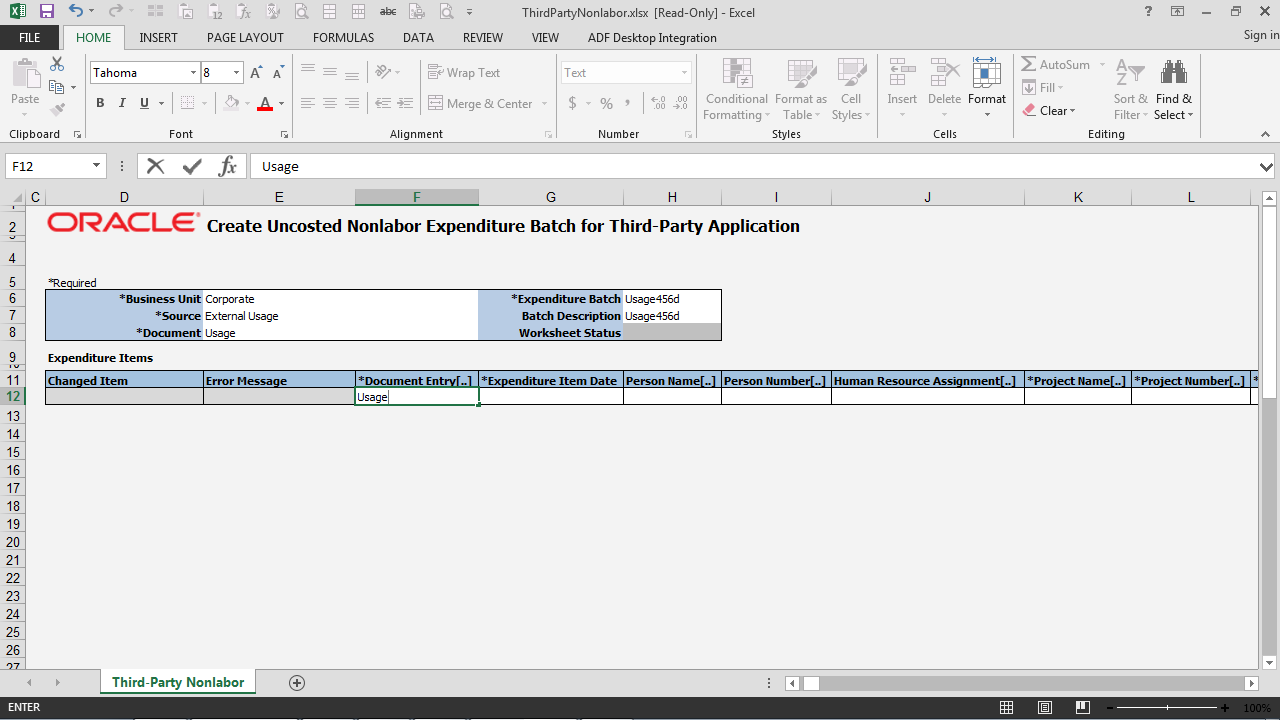 ThirdPartyNonlabor.xlsx [Read-Only] - Excel
FILE HOME INSERT PAGE LAYOUT FORMULAS DATA REVIEW VIEW ADF Desktop Integration Sign in
Tahoma 8 Wrap Text Text AutoSum
Paste Conditional Formatting Format as Table Cell Styles Insert Delete Format Fill Sort & Filter Find & Select
B I U A Merge & Center $ % , Clear
Clipboard Font Alignment Number Styles Cells Editing
F12 fx Usage
C D E F G H I J K L
2 ORACLE Create Uncosted Nonlabor Expenditure Batch for Third-Party Application
4
5 *Required
6 *Business Unit Corporate *Expenditure Batch Usage456d
7 *Source External Usage Batch Description Usage456d
8 *Document Usage Worksheet Status
9 Expenditure Items
11 Changed Item Error Message *Document Entry[..] *Expenditure Item Date Person Name[..] Person Number[..] Human Resource Assignment[..] *Project Name[..] *Project Number[..] *
12 Usage
13
14
15
16
17
18
19
20
21
22
23
24
25
26
27
Third-Party Nonlabor
ENTER 100%